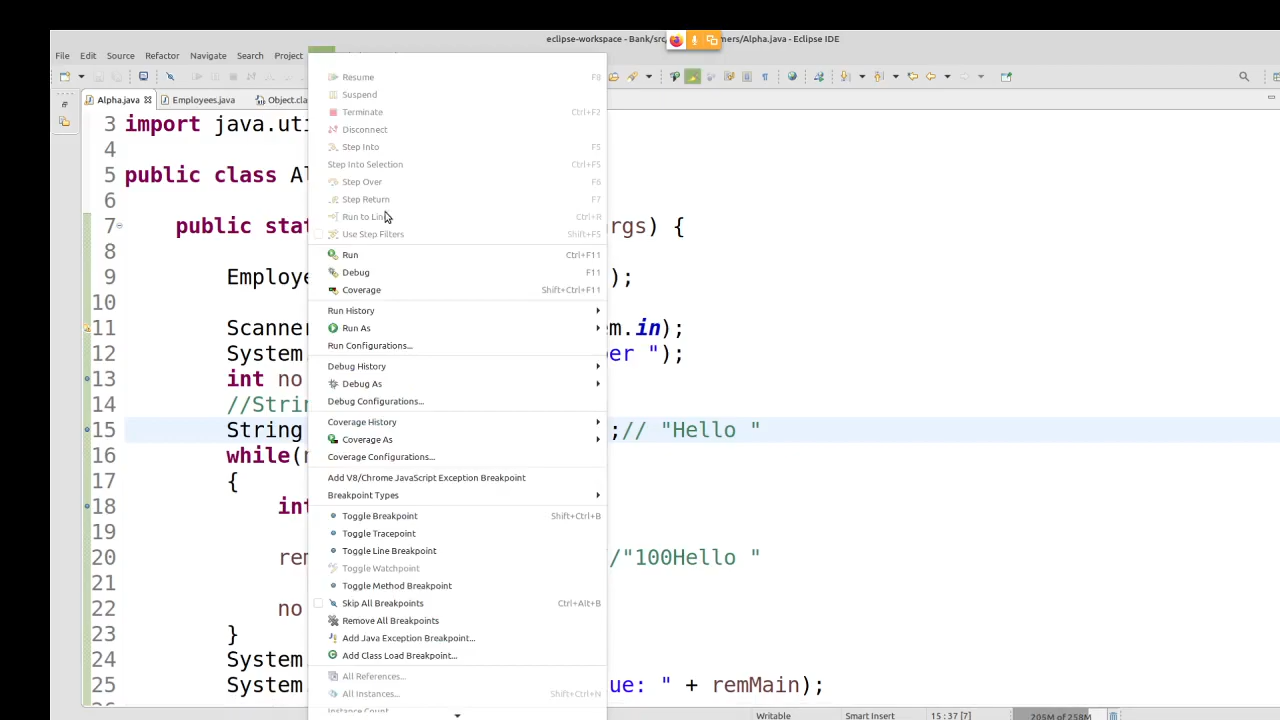 eclipse-workspace - Bank/src mers/Alpha.java - Eclipse IDE
File Edit Source Refactor Navigate Search Project
Alpha.java Employees.java Object.cla
Resume F8
Suspend
Terminate Ctrl+F2
Disconnect
Step Into F5
Step Into Selection Ctrl+F5
Step Over F6
Step Return F7
Run to Line Ctrl+R
Use Step Filters Shift+F5
Run Ctrl+F11
Debug F11
Coverage Shift+Ctrl+F11
Run History
Run As
Run Configurations...
Debug History
Debug As
Debug Configurations...
Coverage History
Coverage As
Coverage Configurations...
Add V8/Chrome JavaScript Exception Breakpoint
Breakpoint Types
Toggle Breakpoint Shift+Ctrl+B
Toggle Tracepoint
Toggle Line Breakpoint
Toggle Watchpoint
Toggle Method Breakpoint
Skip All Breakpoints Ctrl+Alt+B
Remove All Breakpoints
Add Java Exception Breakpoint...
Add Class Load Breakpoint...
All References...
All Instances... Shift+Ctrl+N
Instance Count
3 import java.uti
4
5 public class Al
6
7 public stat rgs) {
8
9 Employe );
10
11 Scanner m.in);
12 System. er ");
13 int no
14 //Strin
15 String ;// "Hello "
16 while(
17 {
18 int
19
20 rem /"100Hello "
21
22 no
23 }
24 System.
25 System. ue: " + remMain);
Writable Smart Insert 15 : 37 [7] 205M of 258M